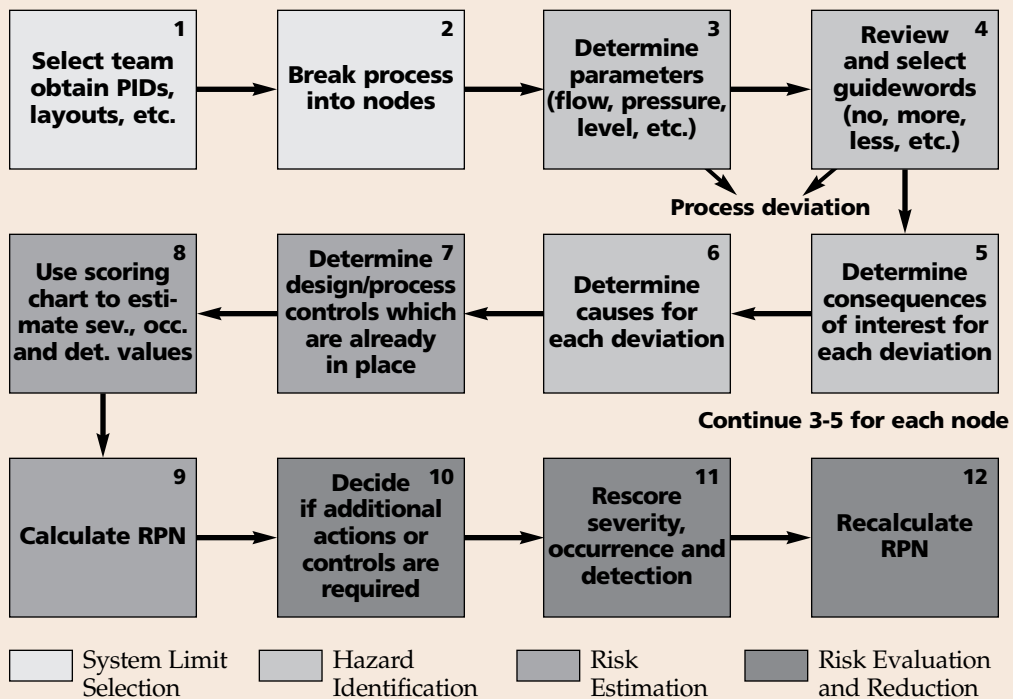 1
Select team
obtain PIDs,
layouts, etc.
2
Break process
into nodes
3
Determine
parameters
(flow, pressure,
level, etc.)
4
Review
and select
guidewords
(no, more,
less, etc.)
Process deviation
8
Use scoring
chart to esti-
mate sev., occ.
and det. values
7
Determine
design/process
controls which
are already
in place
6
Determine
causes for
each deviation
5
Determine
consequences
of interest for
each deviation
Continue 3-5 for each node
9
Calculate RPN
10
Decide
if additional
actions or
controls are
required
11
Rescore
severity,
occurrence and
detection
12
Recalculate
RPN
System Limit
Selection
Hazard
Identification
Risk
Estimation
Risk Evaluation
and Reduction